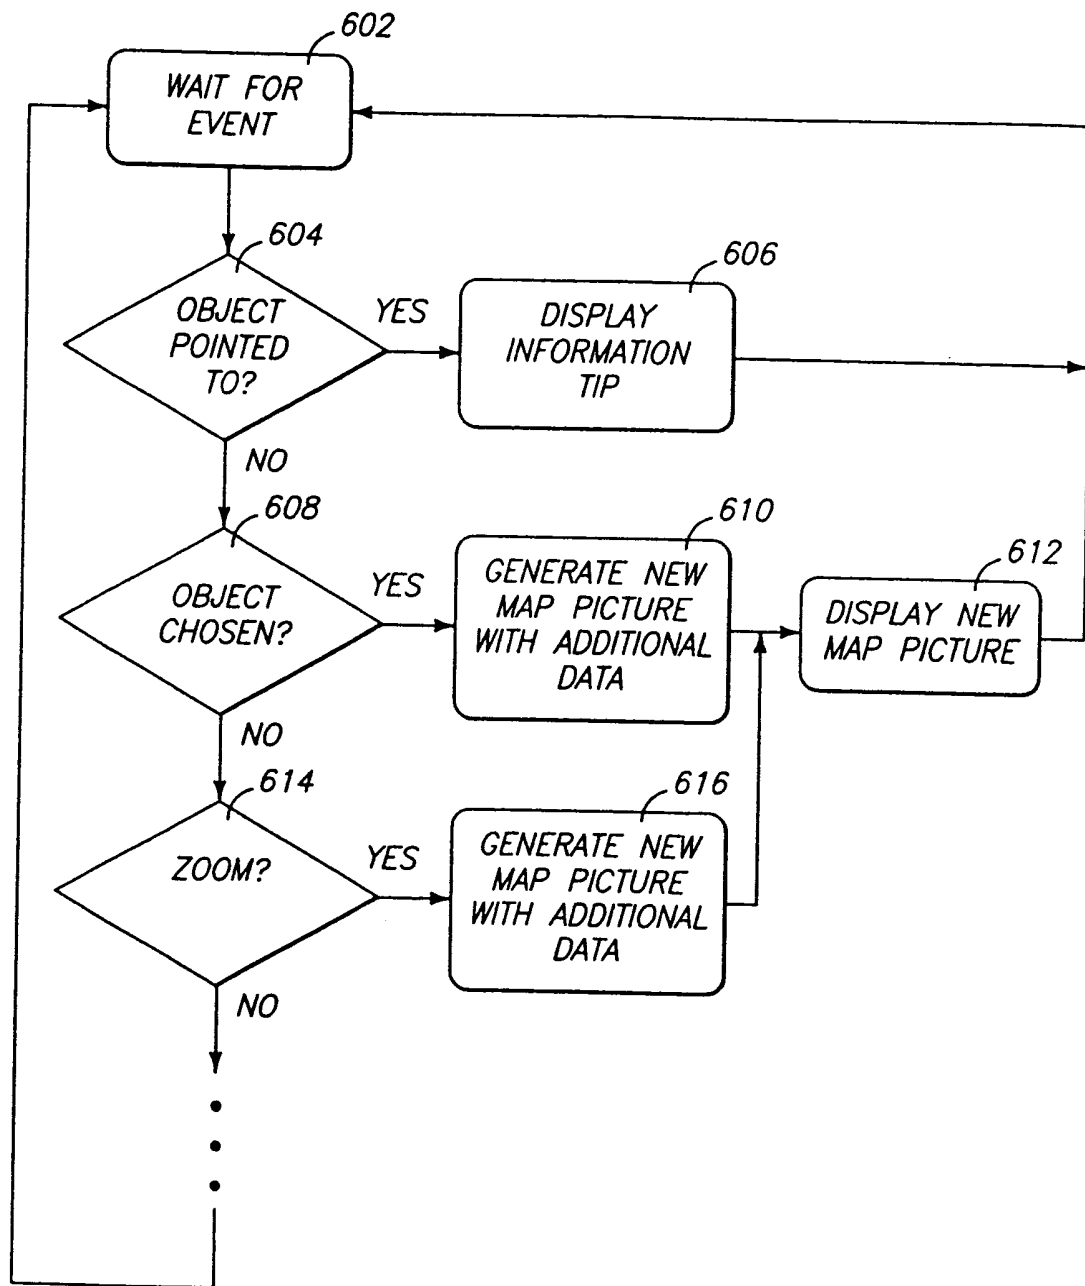 602
WAIT FOR
EVENT
604
OBJECT
POINTED
TO?
YES
606
DISPLAY
INFORMATION
TIP
NO
608
OBJECT
CHOSEN?
YES
610
GENERATE NEW
MAP PICTURE
WITH ADDITIONAL
DATA
612
DISPLAY NEW
MAP PICTURE
NO
614
ZOOM?
YES
616
GENERATE NEW
MAP PICTURE
WITH ADDITIONAL
DATA
NO